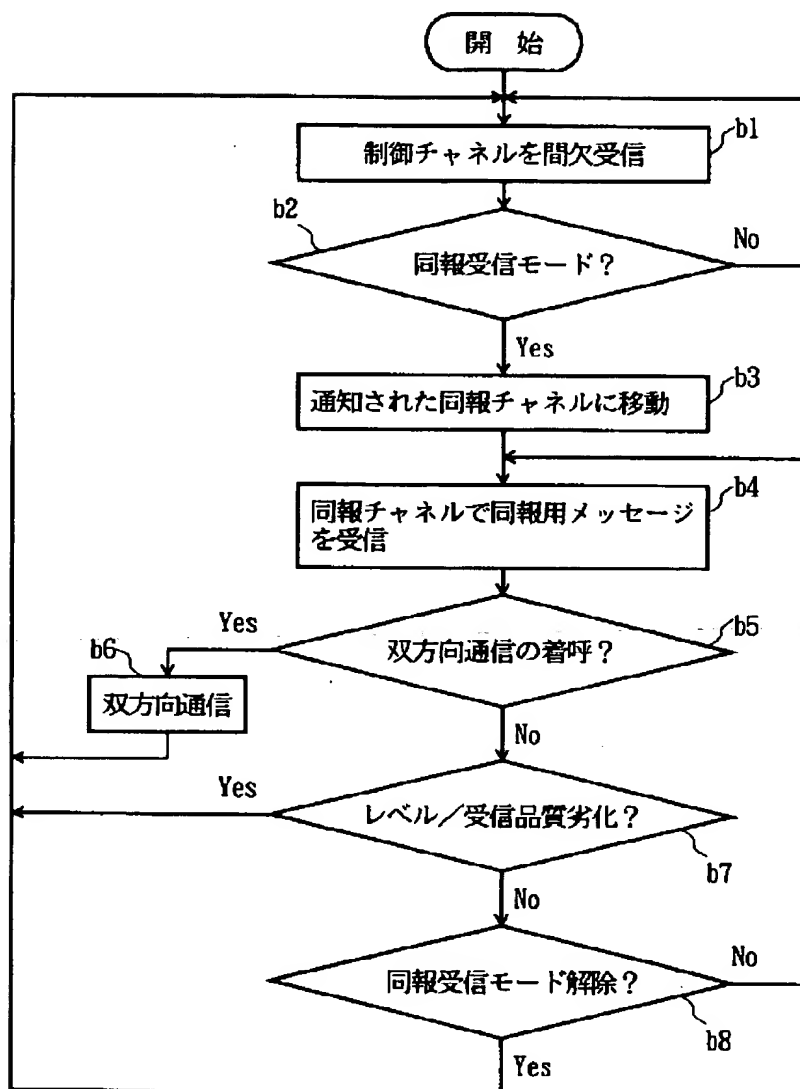 開 始
b1
制御チャネルを間欠受信
b2
同報受信モード？
No
Yes
b3
通知された同報チャネルに移動
b4
同報チャネルで同報用メッセージ
を受信
Yes
b5
双方向通信の着呼？
b6
双方向通信
No
Yes
レベル／受信品質劣化？
b7
No
同報受信モード解除？
No
b8
Yes